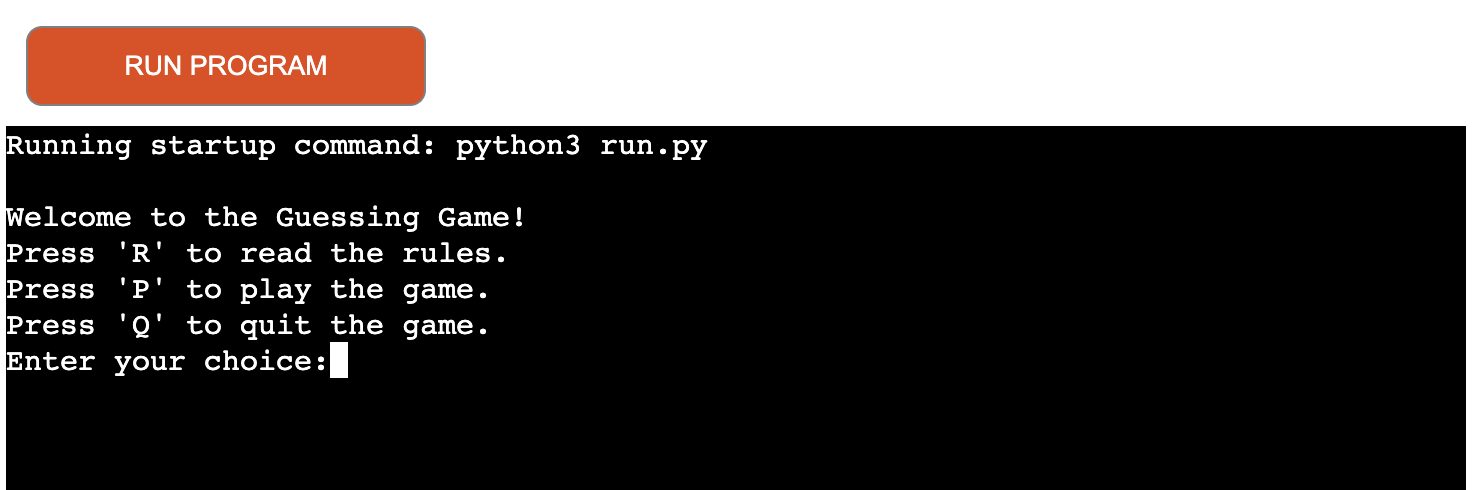 RUN PROGRAM
Running startup command: python3 run.py
Welcome to the Guessing Game!
Press 'R' to read the rules.
Press 'P' to play the game.
Press 'Q' to quit the game.
Enter your choice: